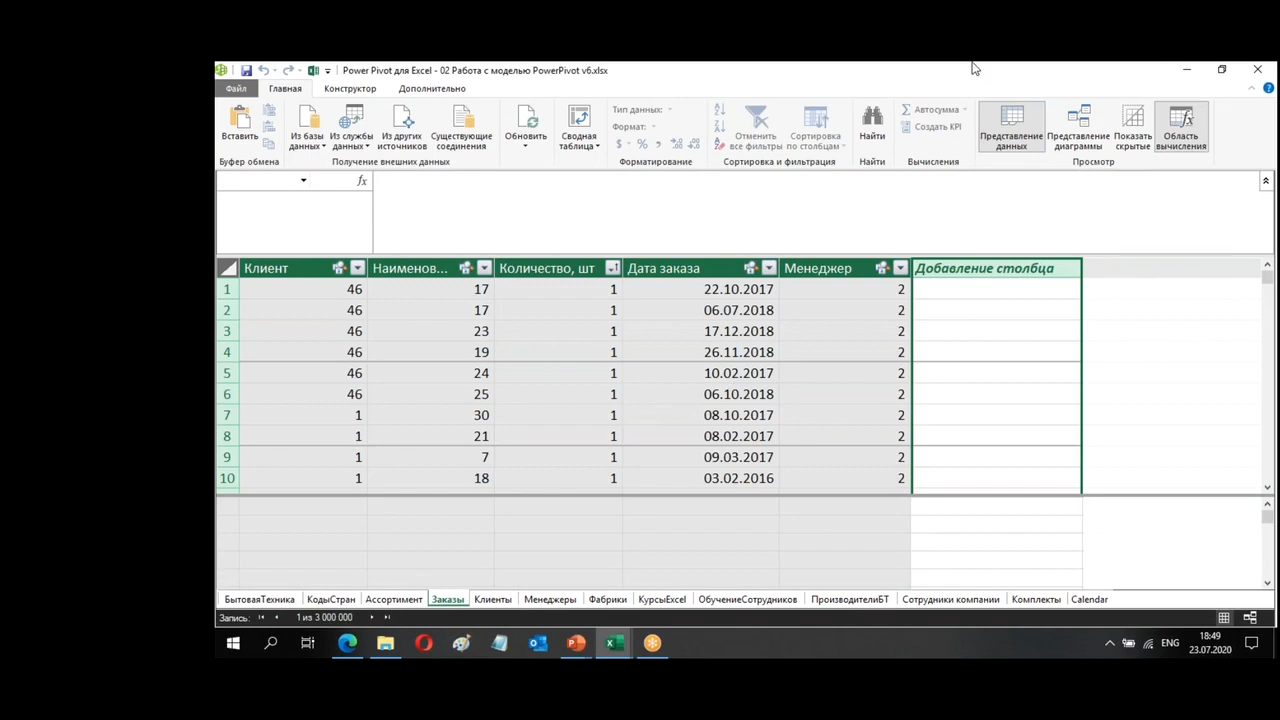 Power Pivot для Excel - 02 Работа с моделью PowerPivot v6.xlsx
Файл Главная Конструктор Дополнительно
Вставить
Из базы данных
Из службы данных
Из других источников
Существующие соединения
Обновить
Сводная таблица
Тип данных:
Формат:
$ % ,
Отменить все фильтры
Сортировка по столбцам
Найти
Автосумма
Создать KPI
Представление данных
Представление диаграммы
Показать скрытые
Область вычисления
Буфер обмена Получение внешних данных Форматирование Сортировка и фильтрация Найти Вычисления Просмотр
fx
Клиент Наименов... Количество, шт Дата заказа Менеджер Добавление столбца
1 46 17 1 22.10.2017 2
2 46 17 1 06.07.2018 2
3 46 23 1 17.12.2018 2
4 46 19 1 26.11.2018 2
5 46 24 1 10.02.2017 2
6 46 25 1 06.10.2018 2
7 1 30 1 08.10.2017 2
8 1 21 1 08.02.2017 2
9 1 7 1 09.03.2017 2
10 1 18 1 03.02.2016 2
БытоваяТехника КодыСтран Ассортимент Заказы Клиенты Менеджеры Фабрики КурсыExcel ОбучениеСотрудников ПроизводителиБТ Сотрудники компании Комплекты Calendar
Запись: 1 из 3 000 000
ENG
18:49
23.07.2020